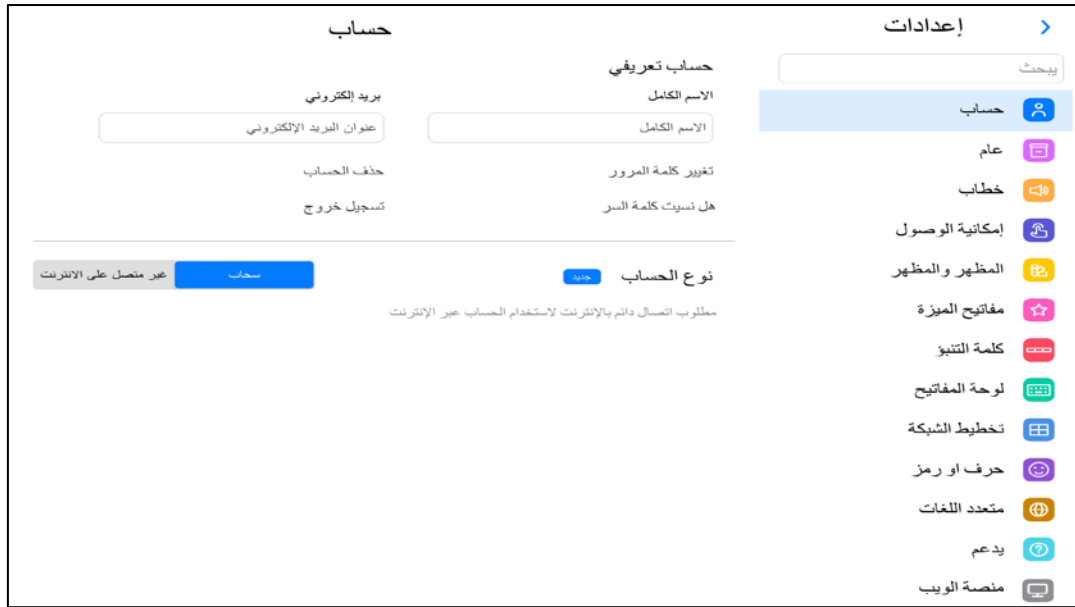 إعدادات
يبحث
حساب
عام
خطاب
إمكانية الوصول
المظهر والمظهر
مفاتيح الميزة
كلمة التنبؤ
لوحة المفاتيح
تخطيط الشبكة
حرف او رمز
متعدد اللغات
يدعم
منصة الويب
حساب
حساب تعريفي
الاسم الكامل بريد إلكتروني
الاسم الكامل عنوان البريد الإلكتروني
تغيير كلمة المرور حذف الحساب
هل نسيت كلمة السر تسجيل خروج
نوع الحساب جديد سحاب غير متصل على الانترنت
مطلوب اتصال دائم بالإنترنت لاستخدام الحساب عبر الإنترنت